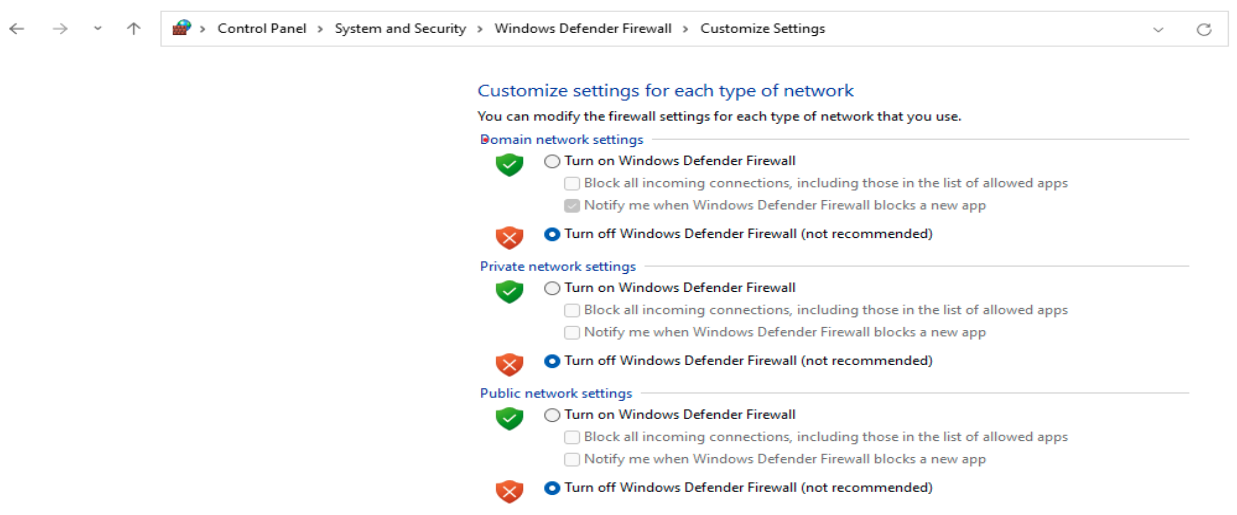 Control Panel > System and Security > Windows Defender Firewall > Customize Settings
Customize settings for each type of network
You can modify the firewall settings for each type of network that you use.
Domain network settings
Turn on Windows Defender Firewall
Block all incoming connections, including those in the list of allowed apps
Notify me when Windows Defender Firewall blocks a new app
Turn off Windows Defender Firewall (not recommended)
Private network settings
Turn on Windows Defender Firewall
Block all incoming connections, including those in the list of allowed apps
Notify me when Windows Defender Firewall blocks a new app
Turn off Windows Defender Firewall (not recommended)
Public network settings
Turn on Windows Defender Firewall
Block all incoming connections, including those in the list of allowed apps
Notify me when Windows Defender Firewall blocks a new app
Turn off Windows Defender Firewall (not recommended)